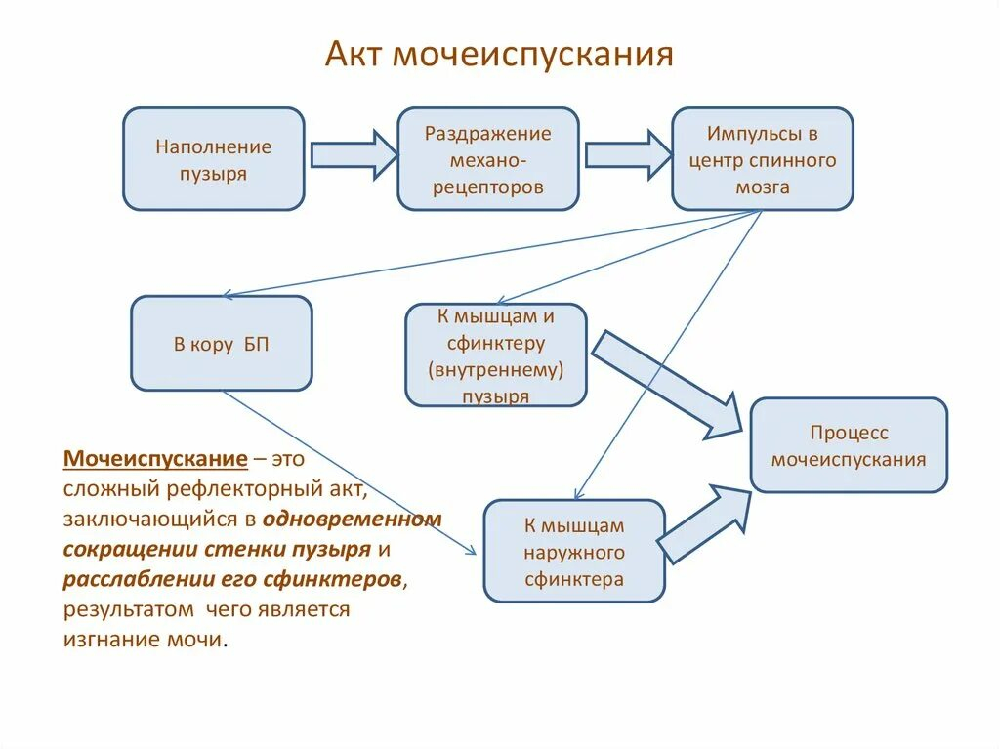 Акт мочеиспускания
Наполнение
пузыря
Раздражение
механо-
рецепторов
Импульсы в
центр спинного
мозга
В кору БП
К мышцам и
сфинктеру
(внутреннему)
пузыря
Процесс
мочеиспускания
К мышцам
наружного
сфинктера
Мочеиспускание – это
сложный рефлекторный акт,
заключающийся в одновременном
сокращении стенки пузыря и
расслаблении его сфинктеров,
результатом чего является
изгнание мочи.